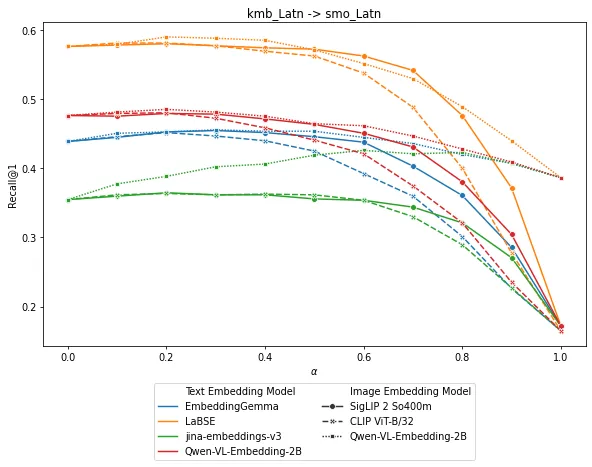 kmb_Latn -> smo_Latn
0.6
0.5
0.4
0.3
0.2
Recall@1
0.0 0.2 0.4 0.6 0.8 1.0
α
Text Embedding Model
EmbeddingGemma
LaBSE
jina-embeddings-v3
Qwen-VL-Embedding-2B
Image Embedding Model
SigLIP 2 So400m
CLIP ViT-B/32
Qwen-VL-Embedding-2B